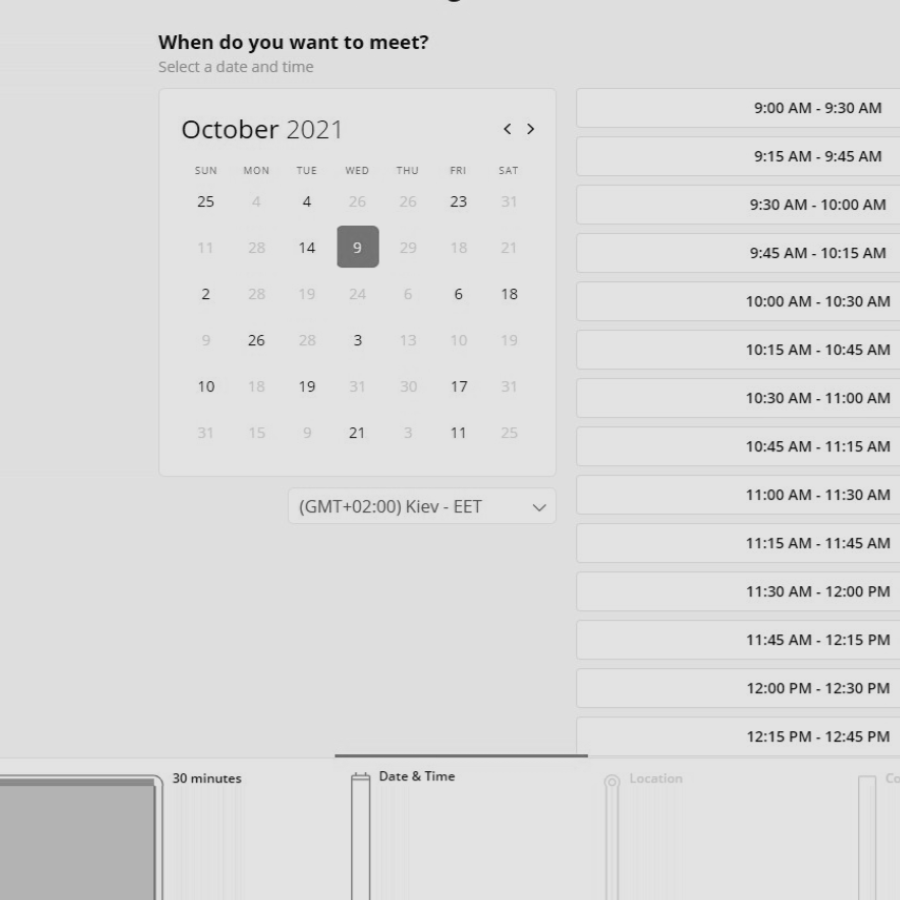 When do you want to meet?
Select a date and time
October 2021
SUN MON TUE WED THU FRI SAT
25 4 4 26 26 23 31
11 28 14 9 29 18 21
2 28 19 24 6 6 18
9 26 28 3 13 10 19
10 18 19 31 30 17 31
31 15 9 21 3 11 25
(GMT+02:00) Kiev - EET
9:00 AM - 9:30 AM
9:15 AM - 9:45 AM
9:30 AM - 10:00 AM
9:45 AM - 10:15 AM
10:00 AM - 10:30 AM
10:15 AM - 10:45 AM
10:30 AM - 11:00 AM
10:45 AM - 11:15 AM
11:00 AM - 11:30 AM
11:15 AM - 11:45 AM
11:30 AM - 12:00 PM
11:45 AM - 12:15 PM
12:00 PM - 12:30 PM
12:15 PM - 12:45 PM
30 minutes
Date & Time
Location